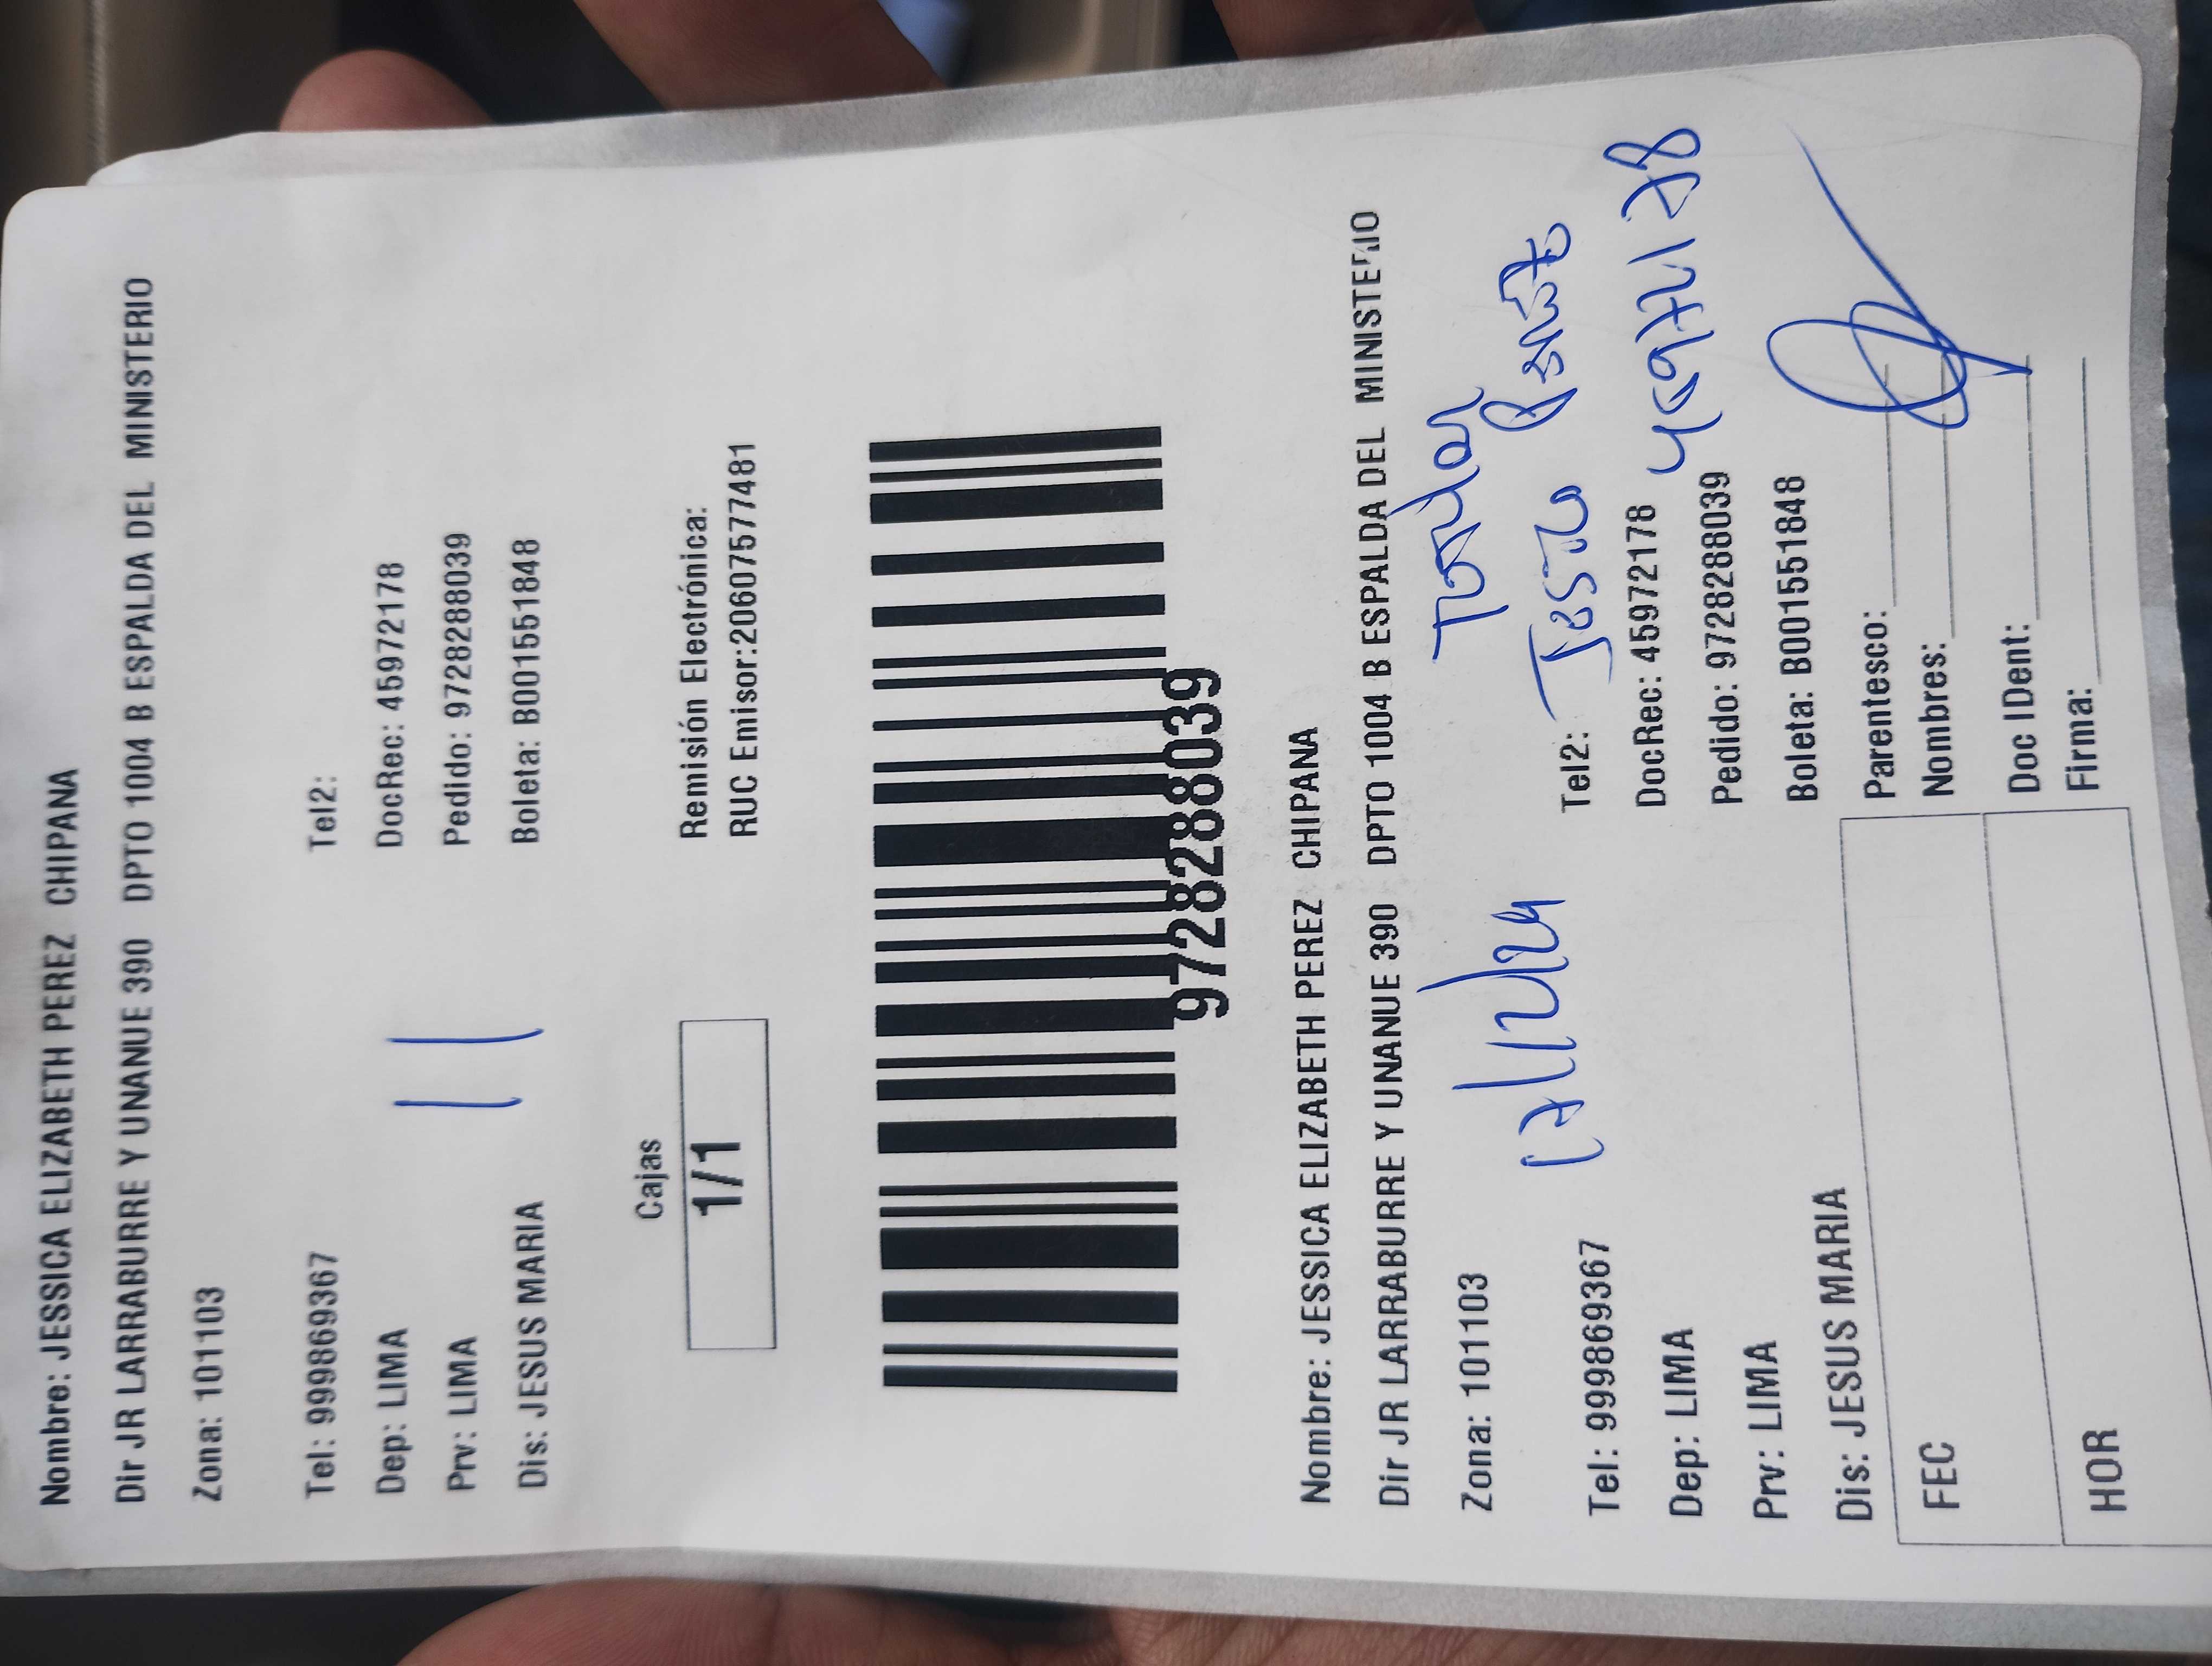 Nombre: JESSICA ELIZABETH PEREZ CHIPANA
Dir JR LARRABURRE Y UNANUE 390 DPTO 1004 B ESPALDA DEL MINISTERIO
Zona: 101103
Tel: 999869367 Tel2:
Dep: LIMA DocRec: 45972178
Prv: LIMA Pedido: 9728288039
Dis: JESUS MARIA Boleta: B001551848
Cajas
1/1
Remisión Electrónica:
RUC Emisor:20607577481
9728288039
Nombre: JESSICA ELIZABETH PEREZ CHIPANA
Dir JR LARRABURRE Y UNANUE 390 DPTO 1004 B ESPALDA DEL MINISTERIO
Zona: 101103
Tel: 999869367 Tel2:
Dep: LIMA DocRec: 45972178
Prv: LIMA Pedido: 9728288039
Dis: JESUS MARIA Boleta: B001551848
FEC
HOR
Parentesco:
Nombres:
Doc IDent:
Firma: